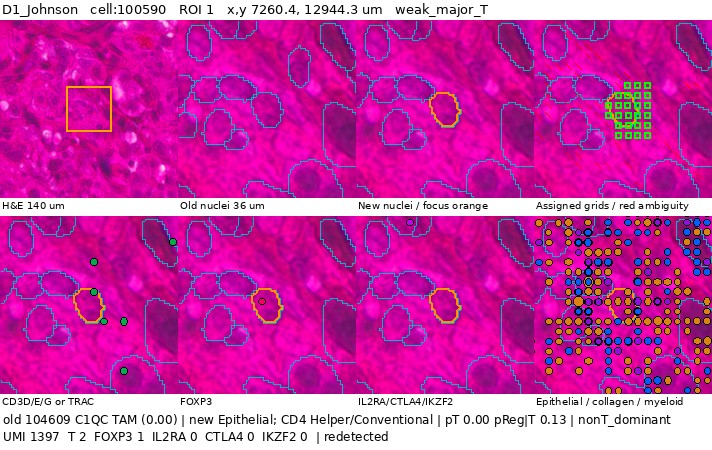 D1_Johnson cell:100590 ROI 1 x,y 7260.4, 12944.3 um weak_major_T
H&E 140 um
Old nuclei 36 um
New nuclei / focus orange
Assigned grids / red ambiguity
CD3D/E/G or TRAC
FOXP3
IL2RA/CTLA4/IKZF2
Epithelial / collagen / myeloid
old 104609 C1QC TAM (0.00) | new Epithelial; CD4 Helper/Conventional | pT 0.00 pReg|T 0.13 | nonT_dominant
UMI 1397 T 2 FOXP3 1 IL2RA 0 CTLA4 0 IKZF2 0 | redetected